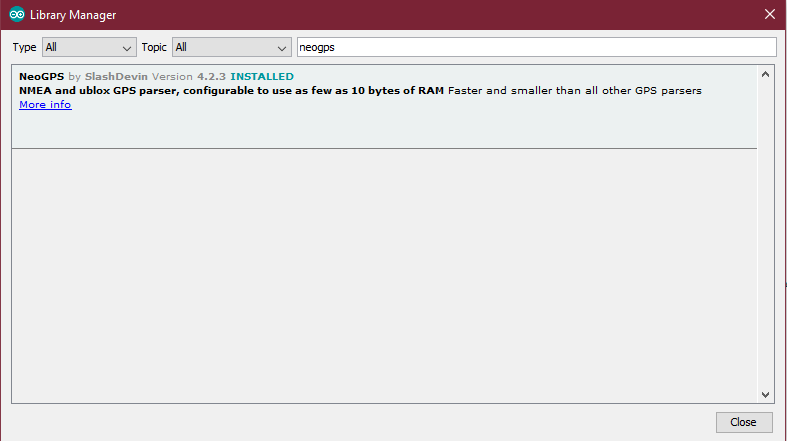 Library Manager
Type All Topic All neogps
NeoGPS by SlashDevin Version 4.2.3 INSTALLED
NMEA and ublox GPS parser, configurable to use as few as 10 bytes of RAM Faster and smaller than all other GPS parsers
More info
Close